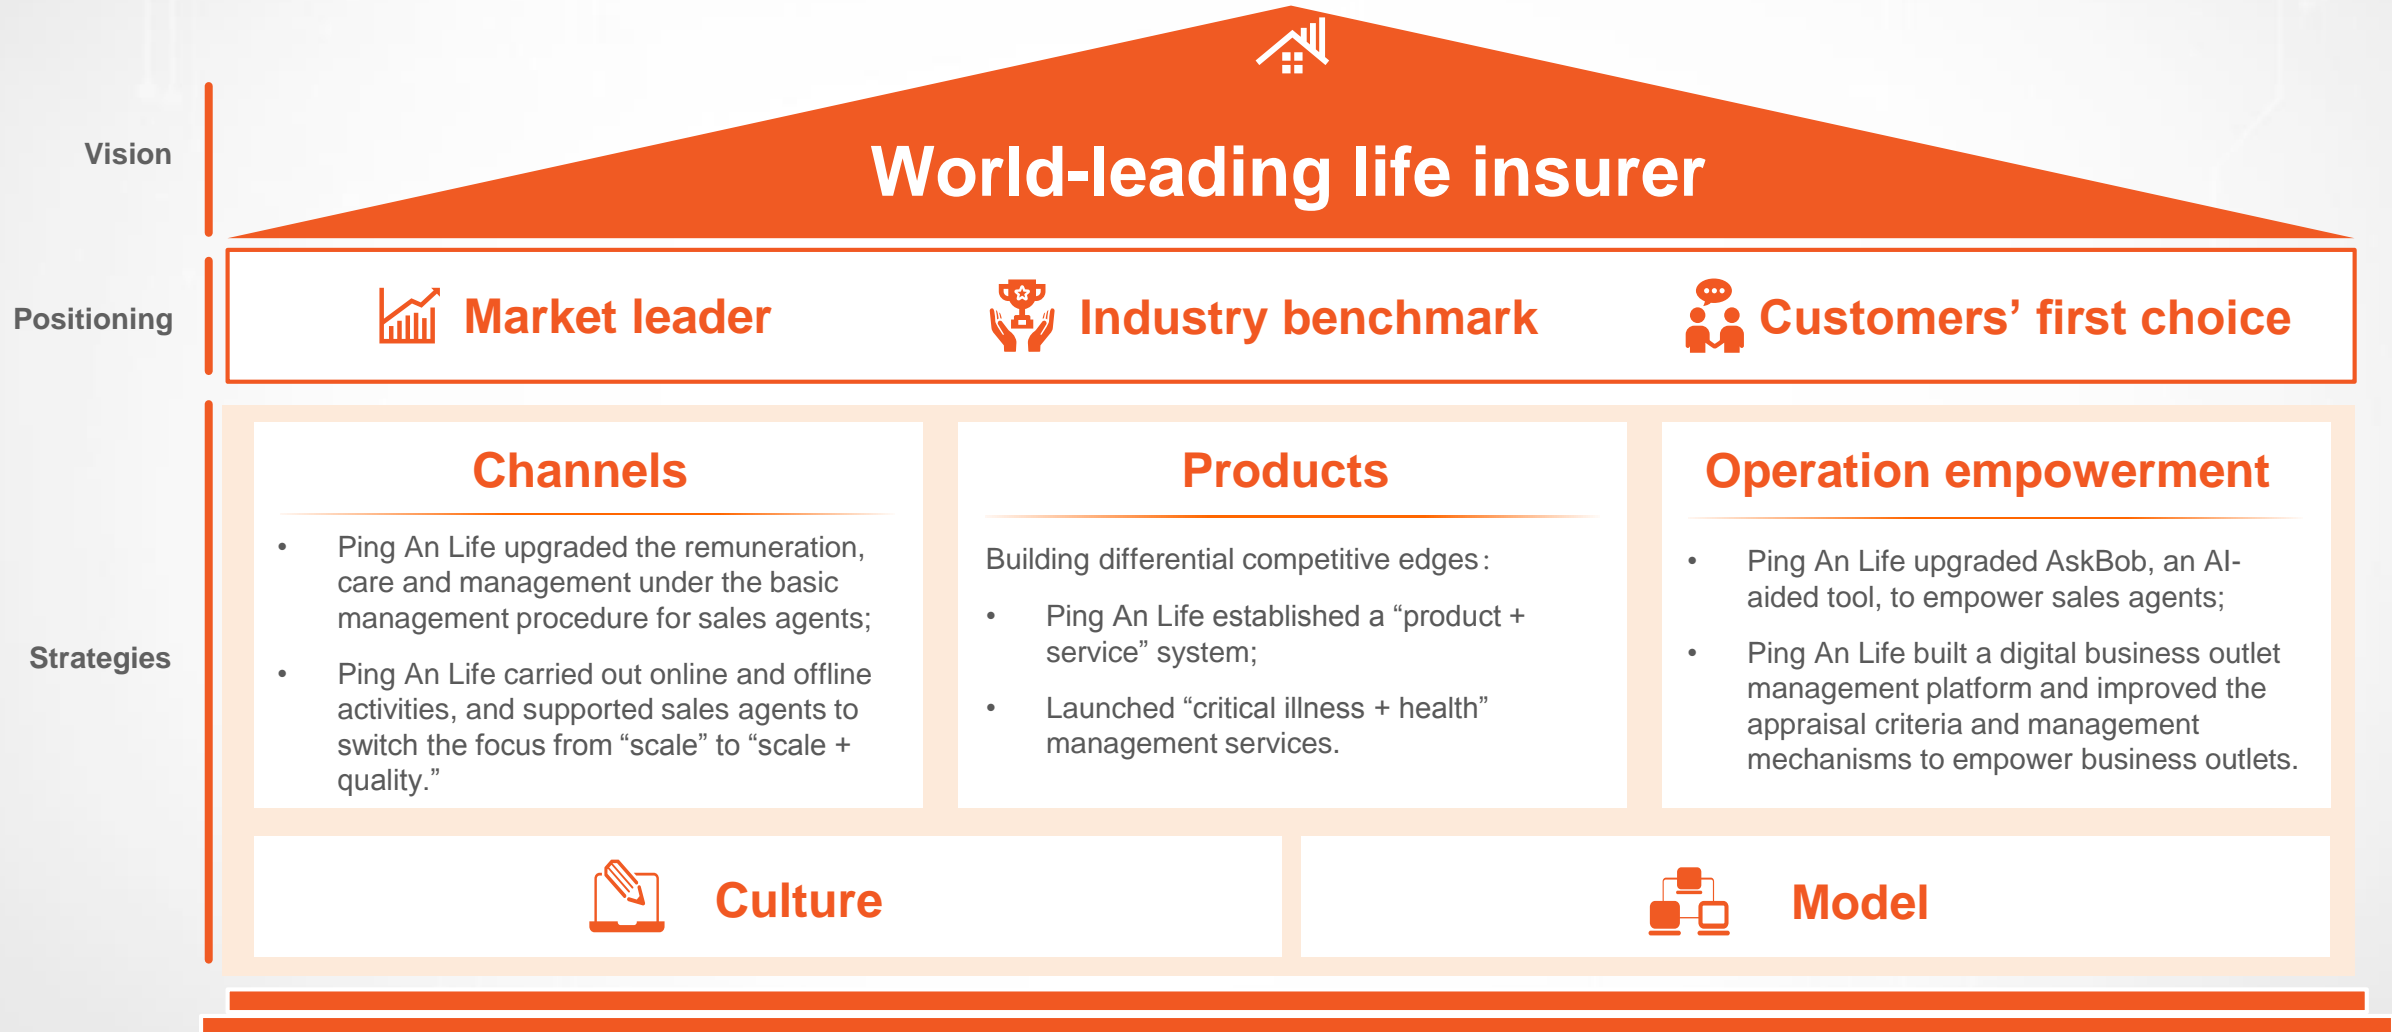 Vision
World-leading life insurer
Positioning
Market leader
Industry benchmark
Customers’ first choice
Strategies
Channels
• Ping An Life upgraded the remuneration,
care and management under the basic
management procedure for sales agents;
• Ping An Life carried out online and offline
activities, and supported sales agents to
switch the focus from “scale” to “scale +
quality.”
Products
Building differential competitive edges:
• Ping An Life established a “product +
service” system;
• Launched “critical illness + health”
management services.
Operation empowerment
• Ping An Life upgraded AskBob, an AI-
aided tool, to empower sales agents;
• Ping An Life built a digital business outlet
management platform and improved the
appraisal criteria and management
mechanisms to empower business outlets.
Culture
Model